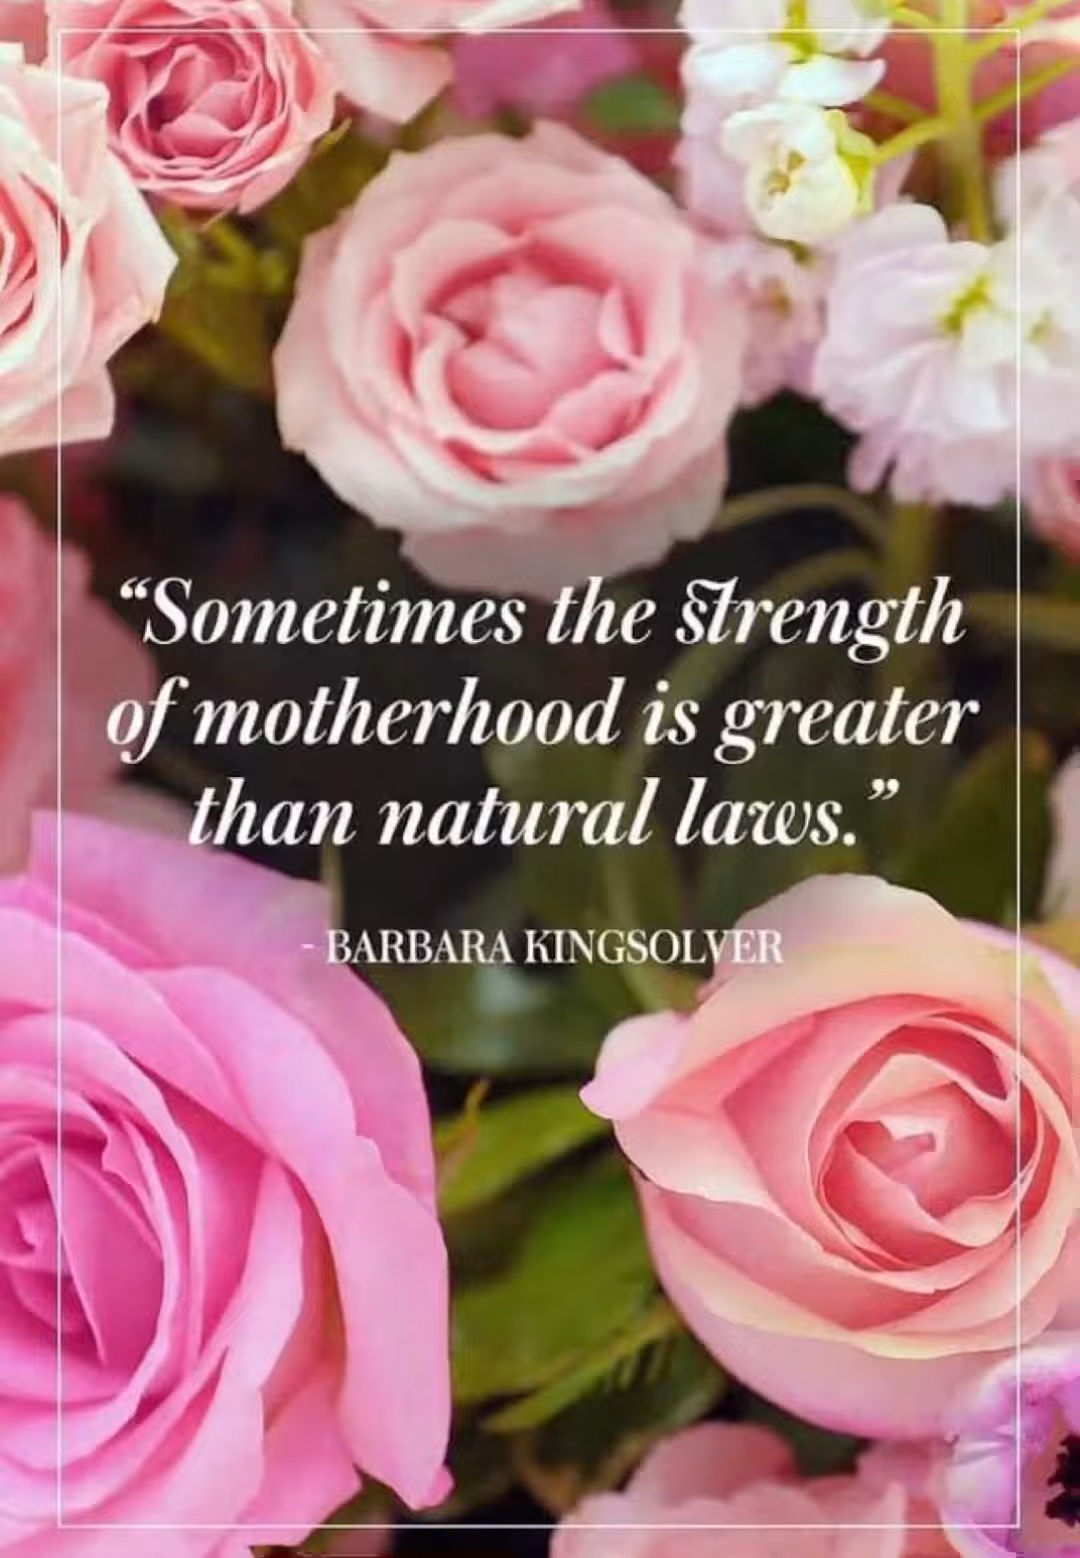 “Sometimes the strength
of motherhood is greater
than natural laws.”
- BARBARA KINGSOLVER